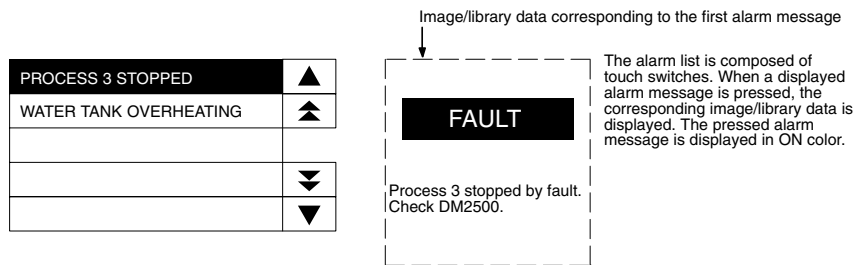 Image/library data corresponding to the first alarm message
PROCESS 3 STOPPED
WATER TANK OVERHEATING
FAULT
Process 3 stopped by fault.
Check DM2500.
The alarm list is composed of
touch switches. When a displayed
alarm message is pressed, the
corresponding image/library data is
displayed. The pressed alarm
message is displayed in ON color.